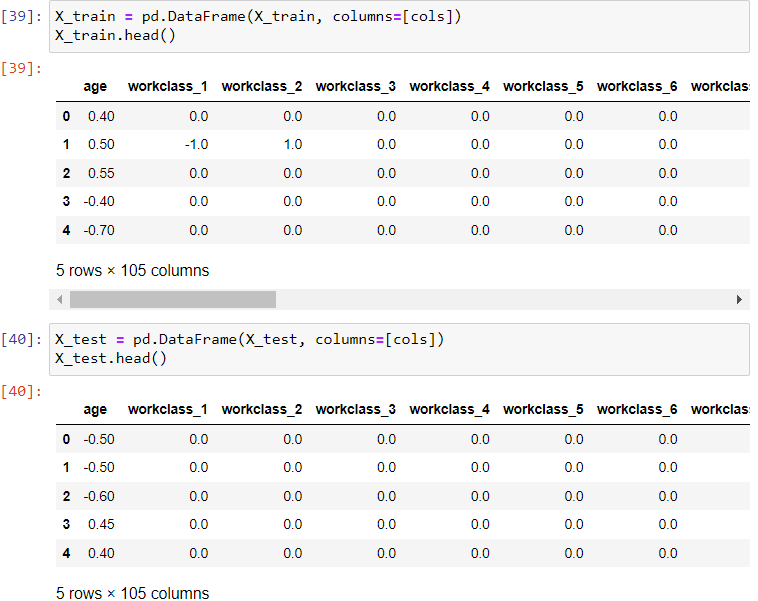 [39]: X_train = pd.DataFrame(X_train, columns=[cols])
X_train.head()
[39]:
age workclass_1 workclass_2 workclass_3 workclass_4 workclass_5 workclass_6 workclas
0 0.40 0.0 0.0 0.0 0.0 0.0 0.0
1 0.50 -1.0 1.0 0.0 0.0 0.0 0.0
2 0.55 0.0 0.0 0.0 0.0 0.0 0.0
3 -0.40 0.0 0.0 0.0 0.0 0.0 0.0
4 -0.70 0.0 0.0 0.0 0.0 0.0 0.0
5 rows × 105 columns
[40]: X_test = pd.DataFrame(X_test, columns=[cols])
X_test.head()
[40]:
age workclass_1 workclass_2 workclass_3 workclass_4 workclass_5 workclass_6 workclas
0 -0.50 0.0 0.0 0.0 0.0 0.0 0.0
1 -0.50 0.0 0.0 0.0 0.0 0.0 0.0
2 -0.60 0.0 0.0 0.0 0.0 0.0 0.0
3 0.45 0.0 0.0 0.0 0.0 0.0 0.0
4 0.40 0.0 0.0 0.0 0.0 0.0 0.0
5 rows × 105 columns